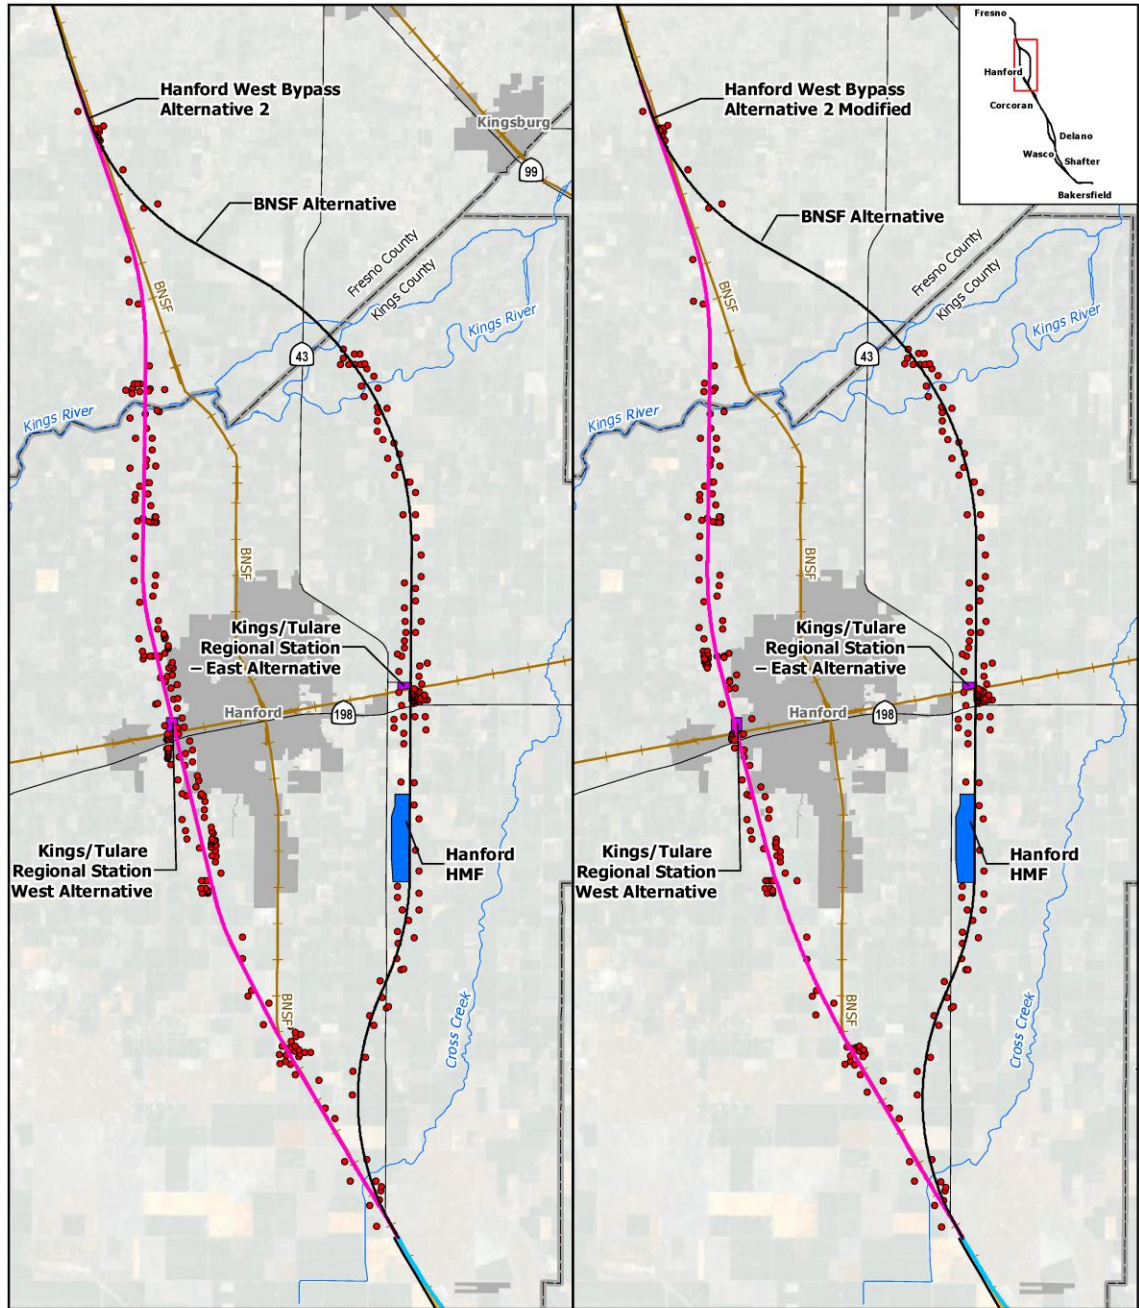 Hanford West Bypass
Alternative 2
Kingsburg
99
BNSF Alternative
Fresno County
Kings County
BNSF
Kings River
43
Kings River
BNSF
Kings/Tulare
Regional Station
– East Alternative
Hanford
198
Kings/Tulare
Regional Station
West Alternative
Hanford
HMF
BNSF
Cross Creek
Hanford West Bypass
Alternative 2 Modified
Fresno
Hanford
Corcoran
Delano
Wasco
Shafter
Bakersfield
BNSF Alternative
Fresno County
Kings County
BNSF
Kings River
43
Kings River
BNSF
Kings/Tulare
Regional Station
– East Alternative
Hanford
198
Kings/Tulare
Regional Station
West Alternative
Hanford
HMF
BNSF
Cross Creek